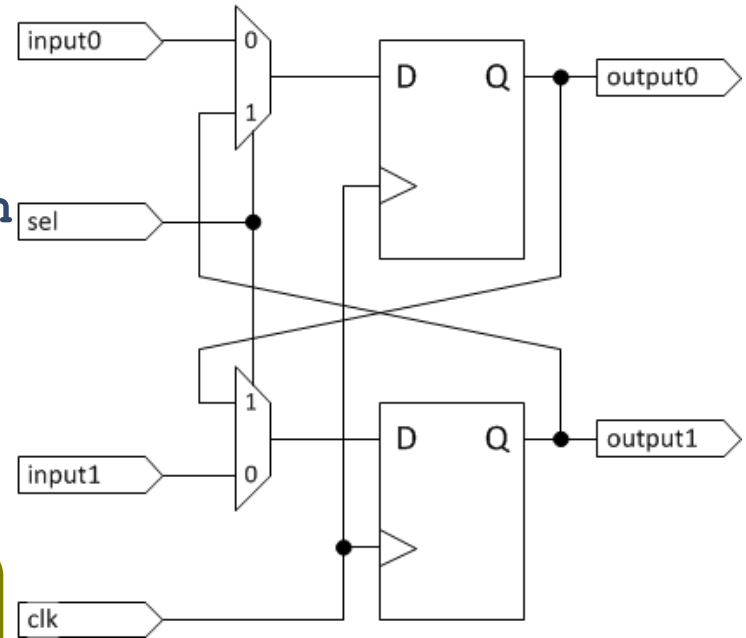 input0
0
D Q
output0
1
n
sel
1
D Q
output1
input1
0
clk